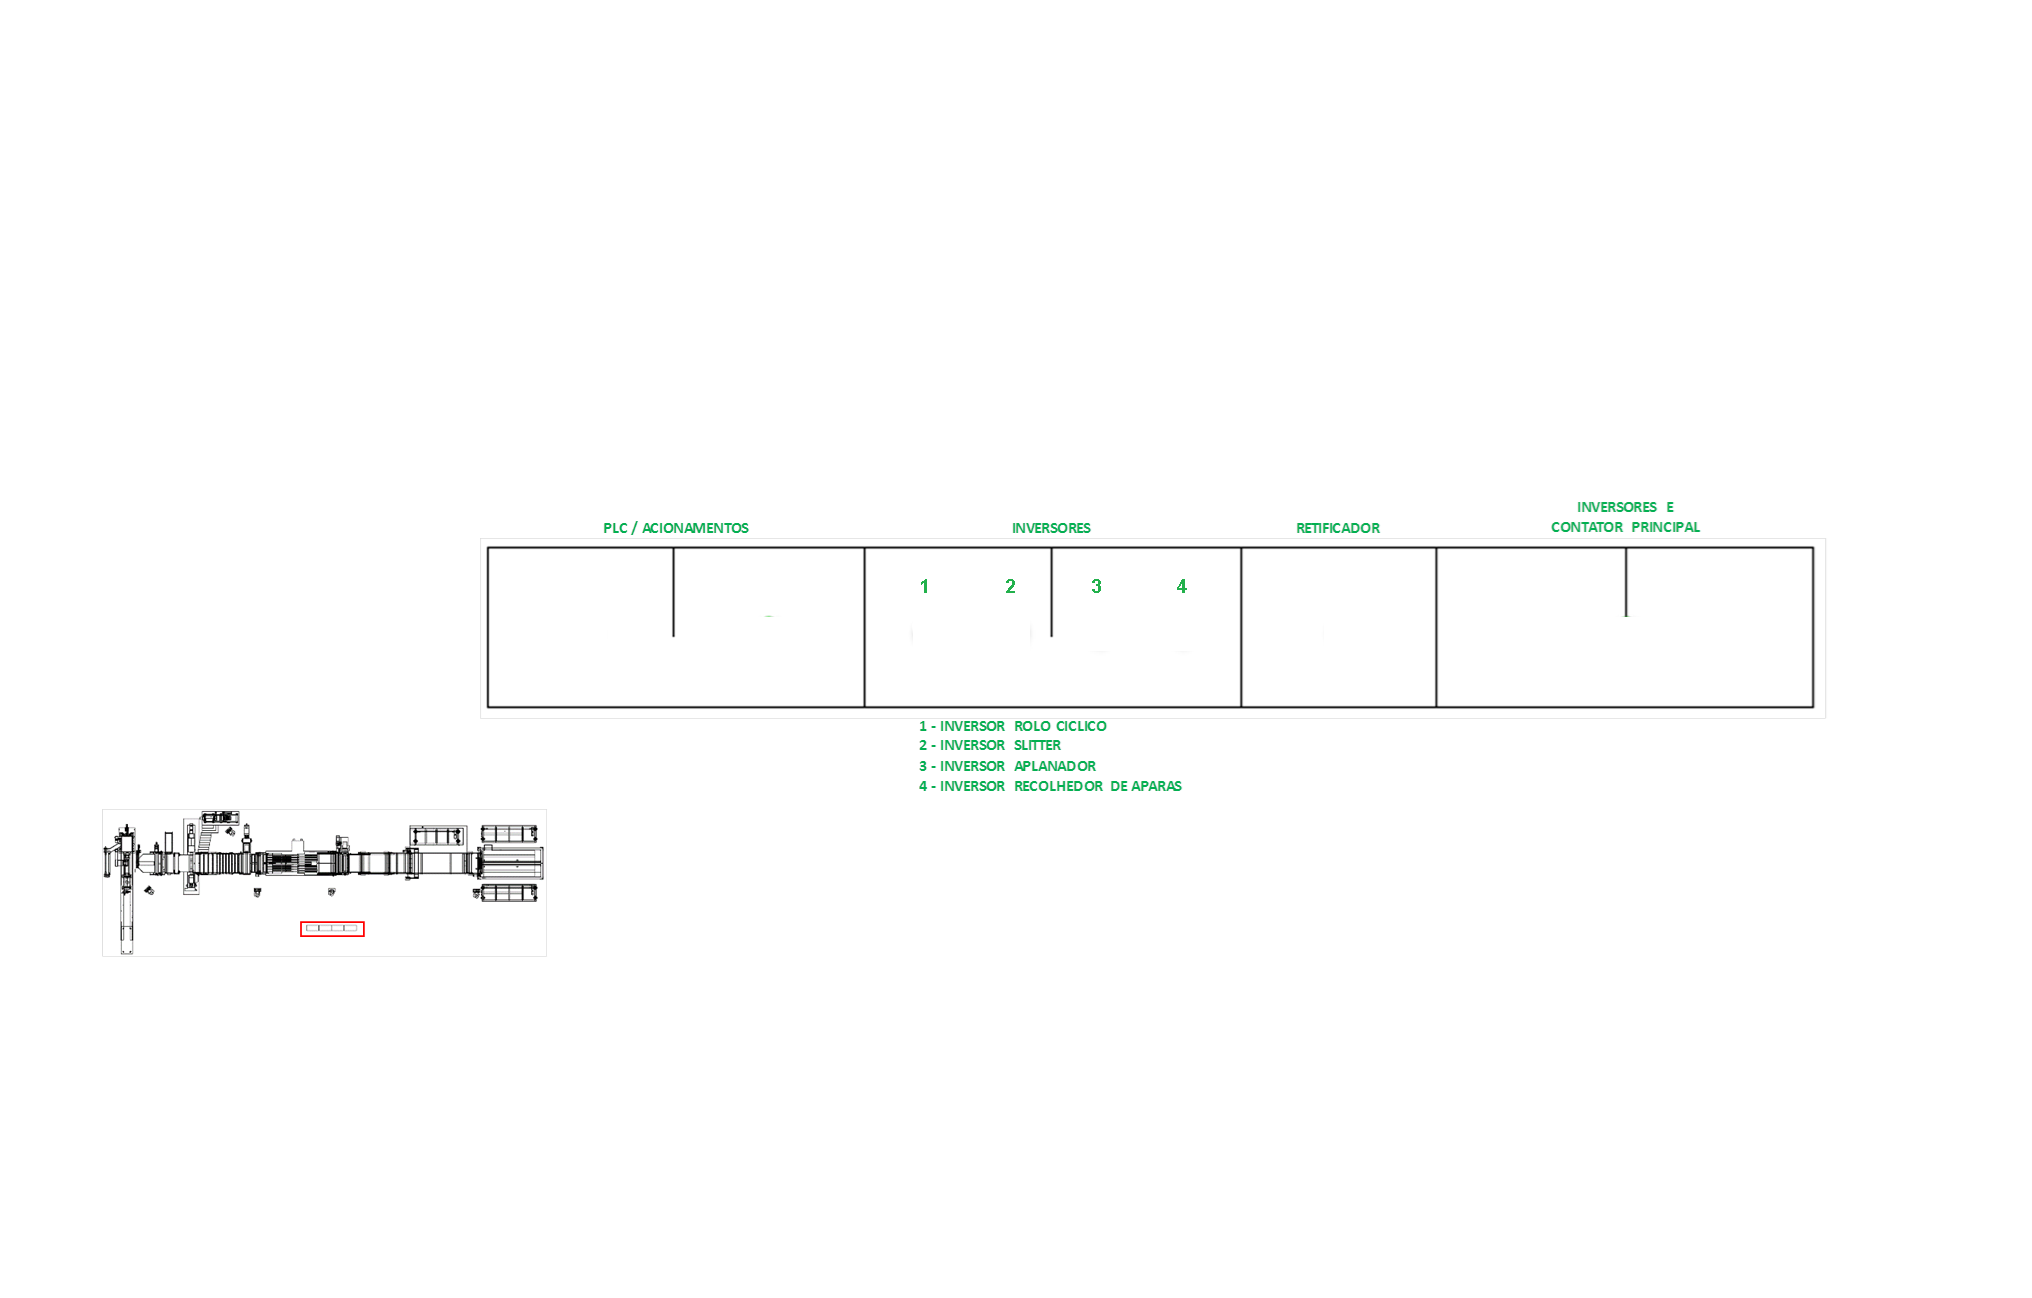 INVERSORES E
CONTATOR PRINCIPAL
PLC / ACIONAMENTOS
INVERSORES
RETIFICADOR
1
2
3
4
1 - INVERSOR ROLO CICLICO
2 - INVERSOR SLITTER
3 - INVERSOR APLANADOR
4 - INVERSOR RECOLHEDOR DE APARAS